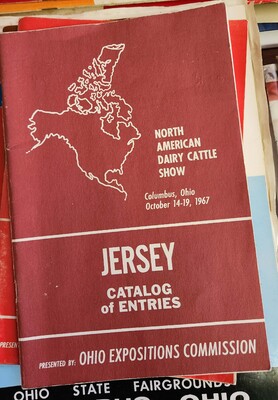 NORTH
AMERICAN
DAIRY CATTLE
SHOW
Columbus, Ohio
October 14-19, 1967
JERSEY
CATALOG
of ENTRIES
PRESENTED BY: OHIO EXPOSITIONS COMMISSION
OHIO STATE FAIRGROUNDS
OHIO